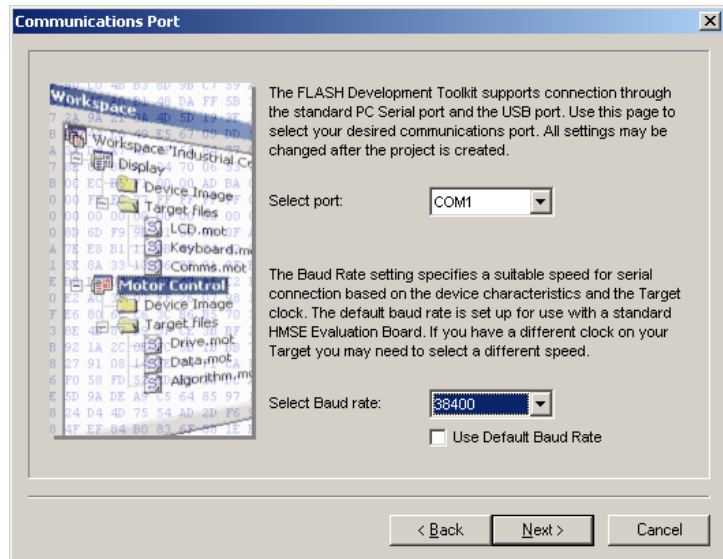 Communications Port
Workspace
Workspace 'Industrial
Display
Device Image
Target files
LCD.mot
Keyboard.m
Comms.mot
Motor Control
Device Image
Target files
Drive.mot
Data.mot
Algorithm.mo
The FLASH Development Toolkit supports connection through
the standard PC Serial port and the USB port. Use this page to
select your desired communications port. All settings may be
changed after the project is created.
Select port:
COM1
The Baud Rate setting specifies a suitable speed for serial
connection based on the device characteristics and the Target
clock. The default baud rate is set up for use with a standard
HMSE Evaluation Board. If you have a different clock on your
Target you may need to select a different speed.
Select Baud rate:
38400
Use Default Baud Rate
< Back
Next >
Cancel